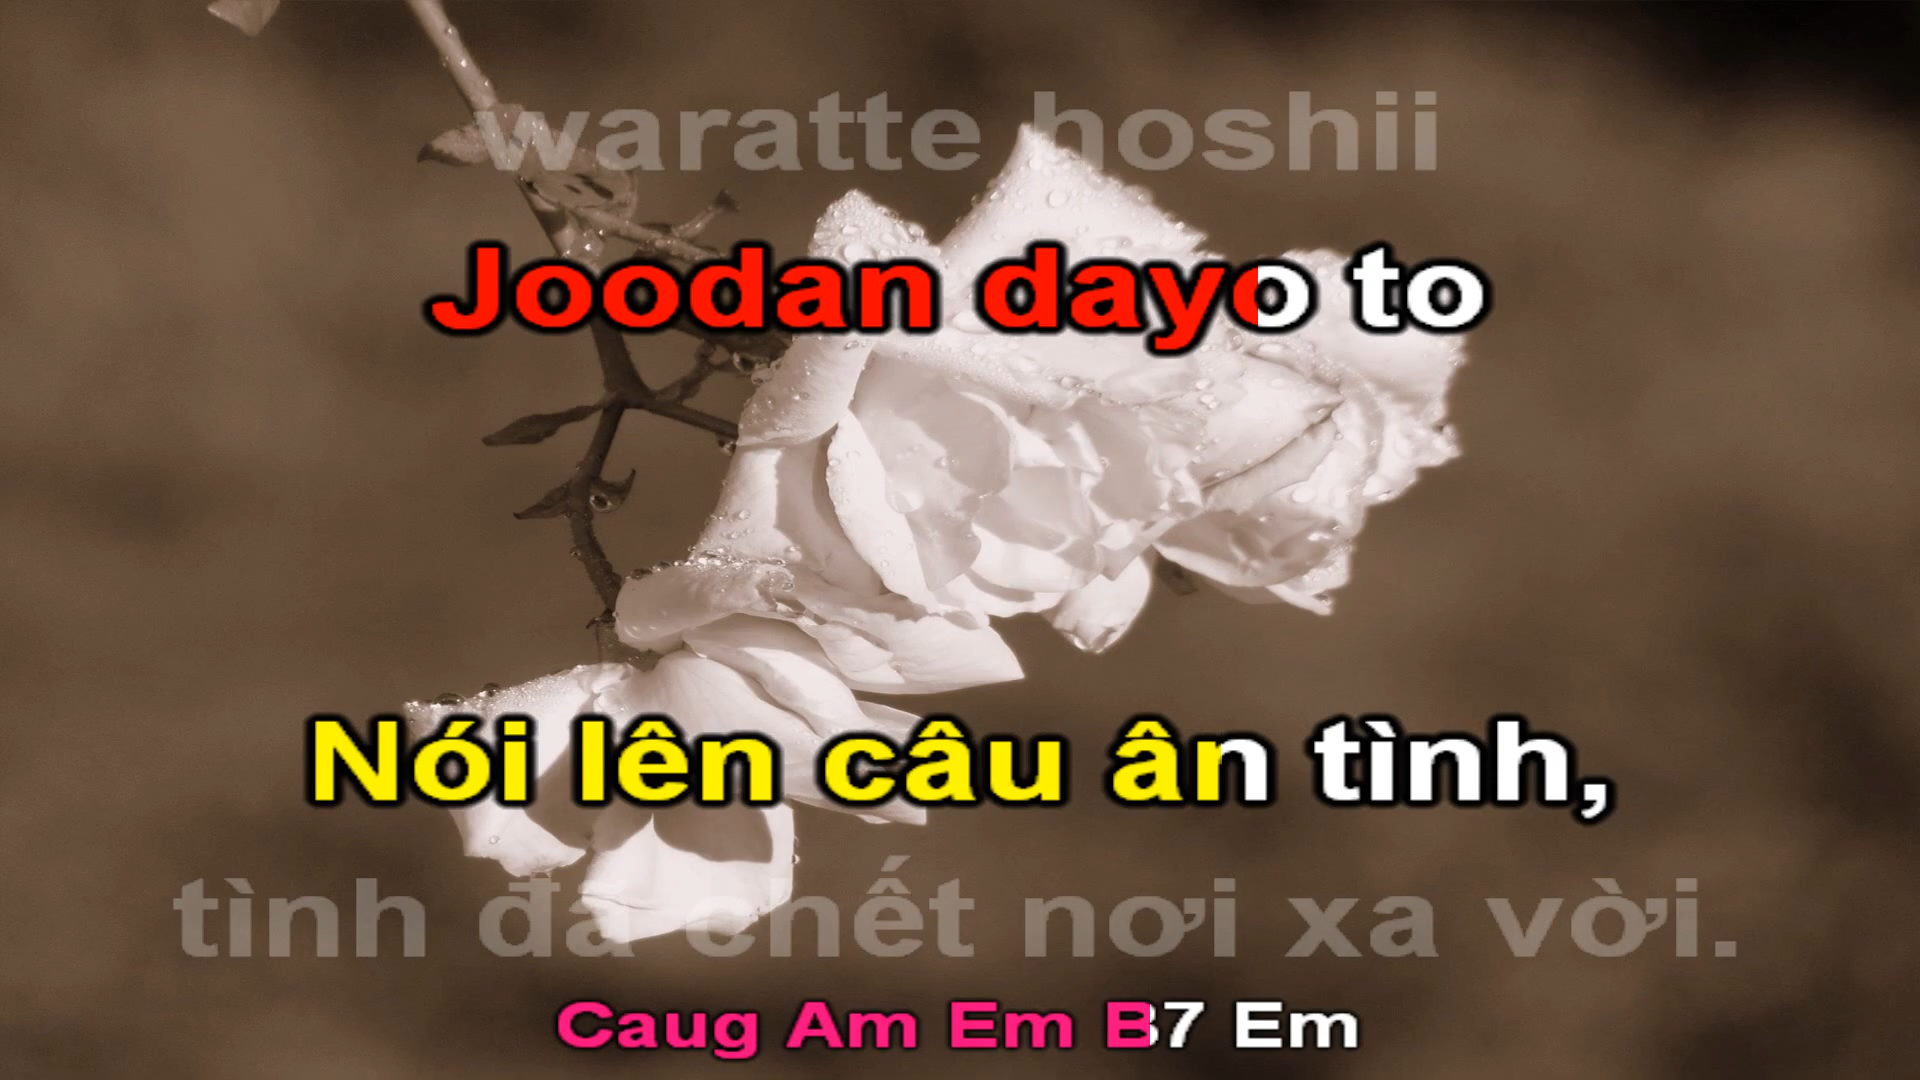 waratte hoshii
Joodan dayo to
Nói lên câu ân tình,
tình đã chết nơi xa vời.
Caug Am Em B7 Em